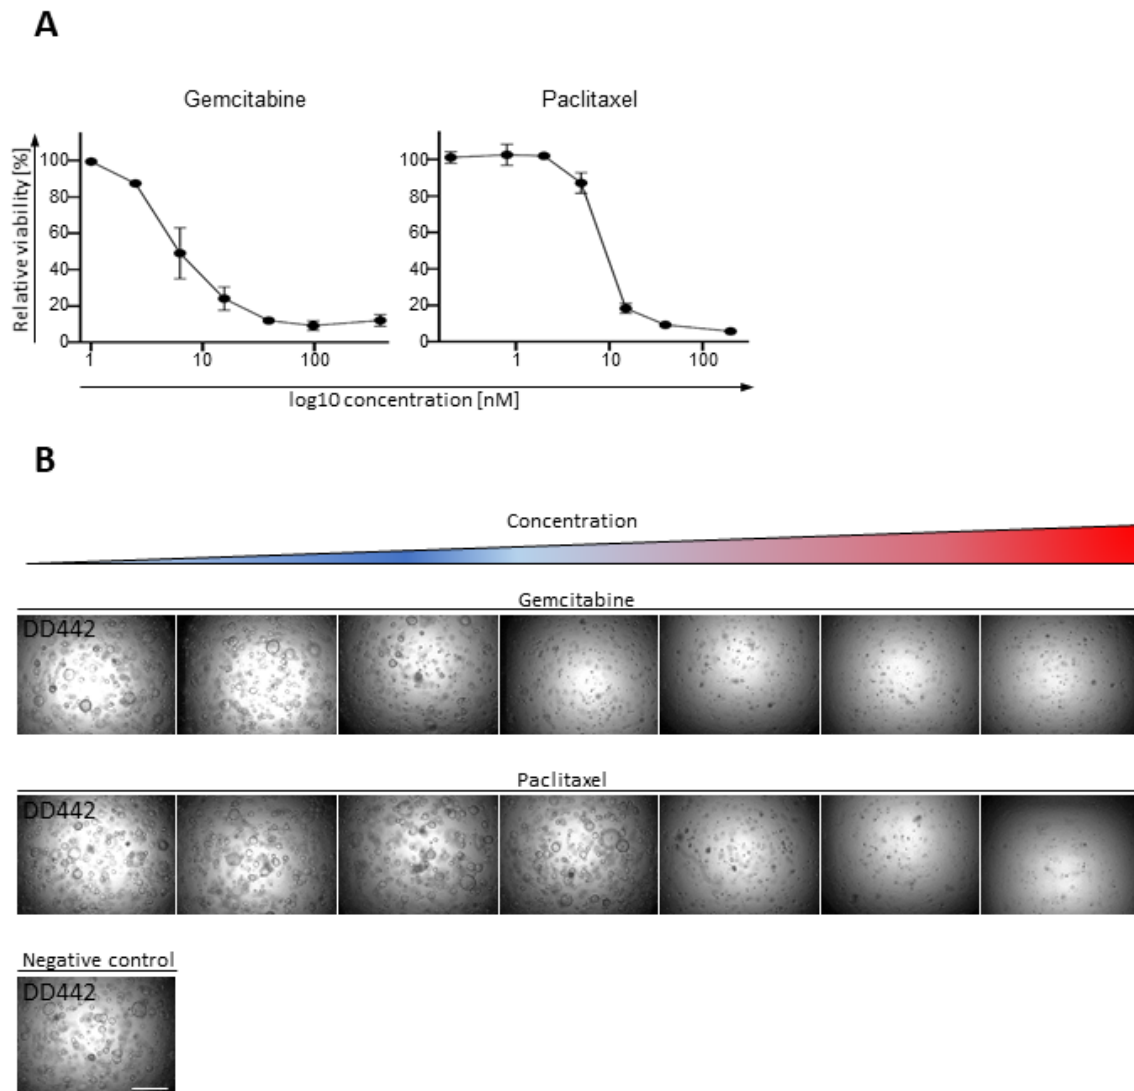 A
Gemcitabine Paclitaxel
Relative viability [%]
100 100
80 80
60 60
40 40
20 20
0 0
1 10 100 1 10 100
log10 concentration [nM]
B
Concentration
Gemcitabine
DD442
Paclitaxel
DD442
Negative control
DD442